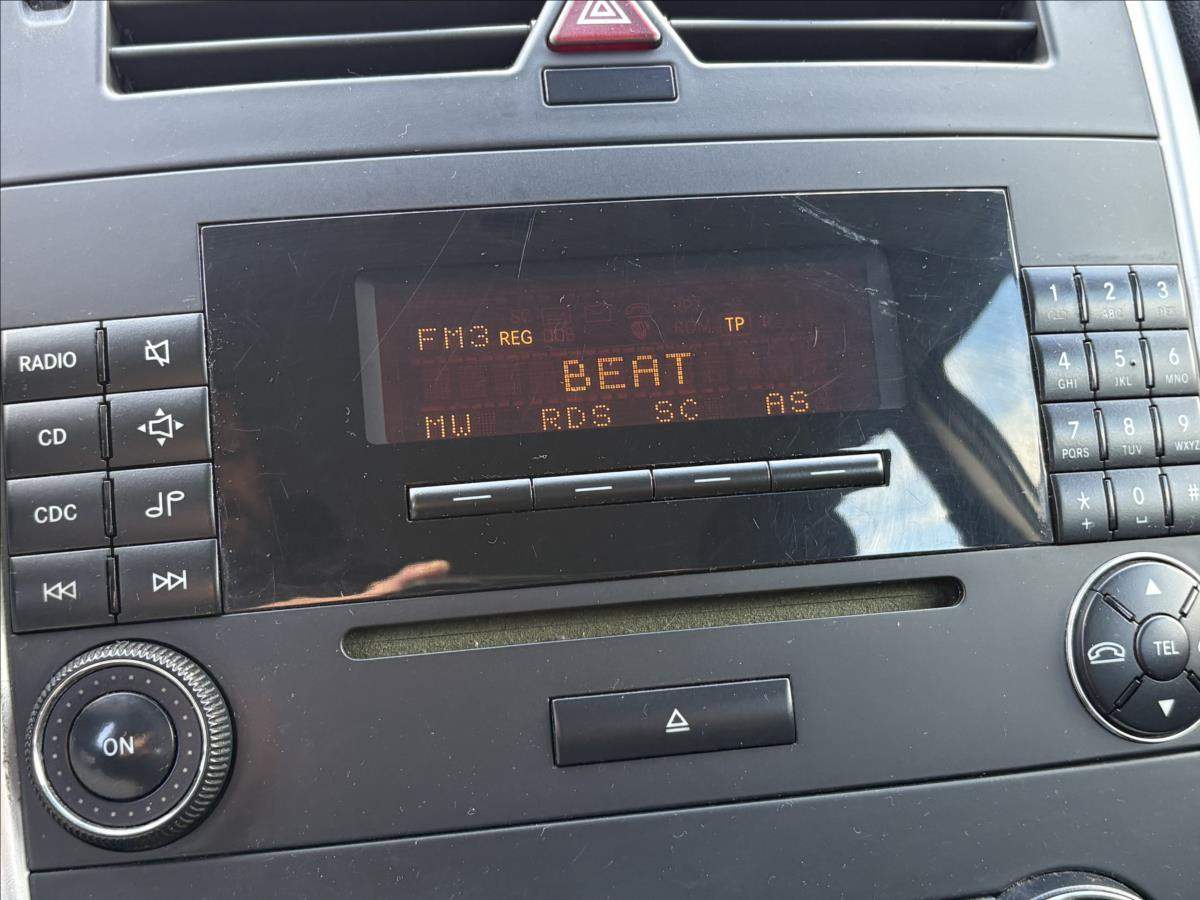 FM3 REG TP
BEAT
MW RDS SC AS
RADIO
CD
CDC
ON
1 2 ABC 3
4 GHI 5 JKL 6 MNO
7 PQRS 8 TUV 9 WXYZ
* + 0 #
TEL